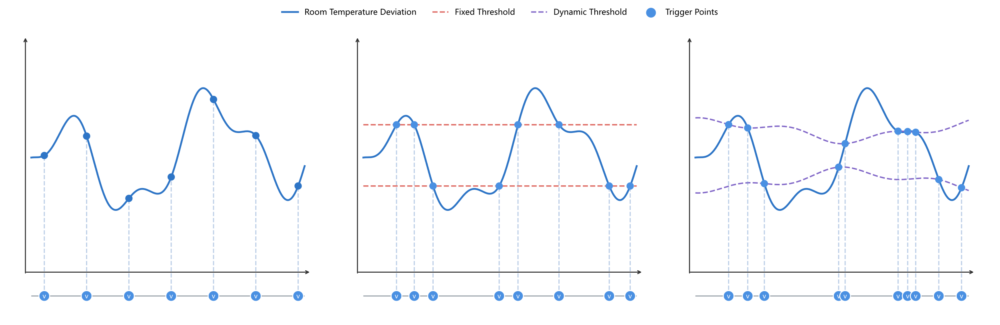 Room Temperature Deviation Fixed Threshold Dynamic Threshold Trigger Points
V V V V V V V V V V V V V V V V V V V V V V V V V